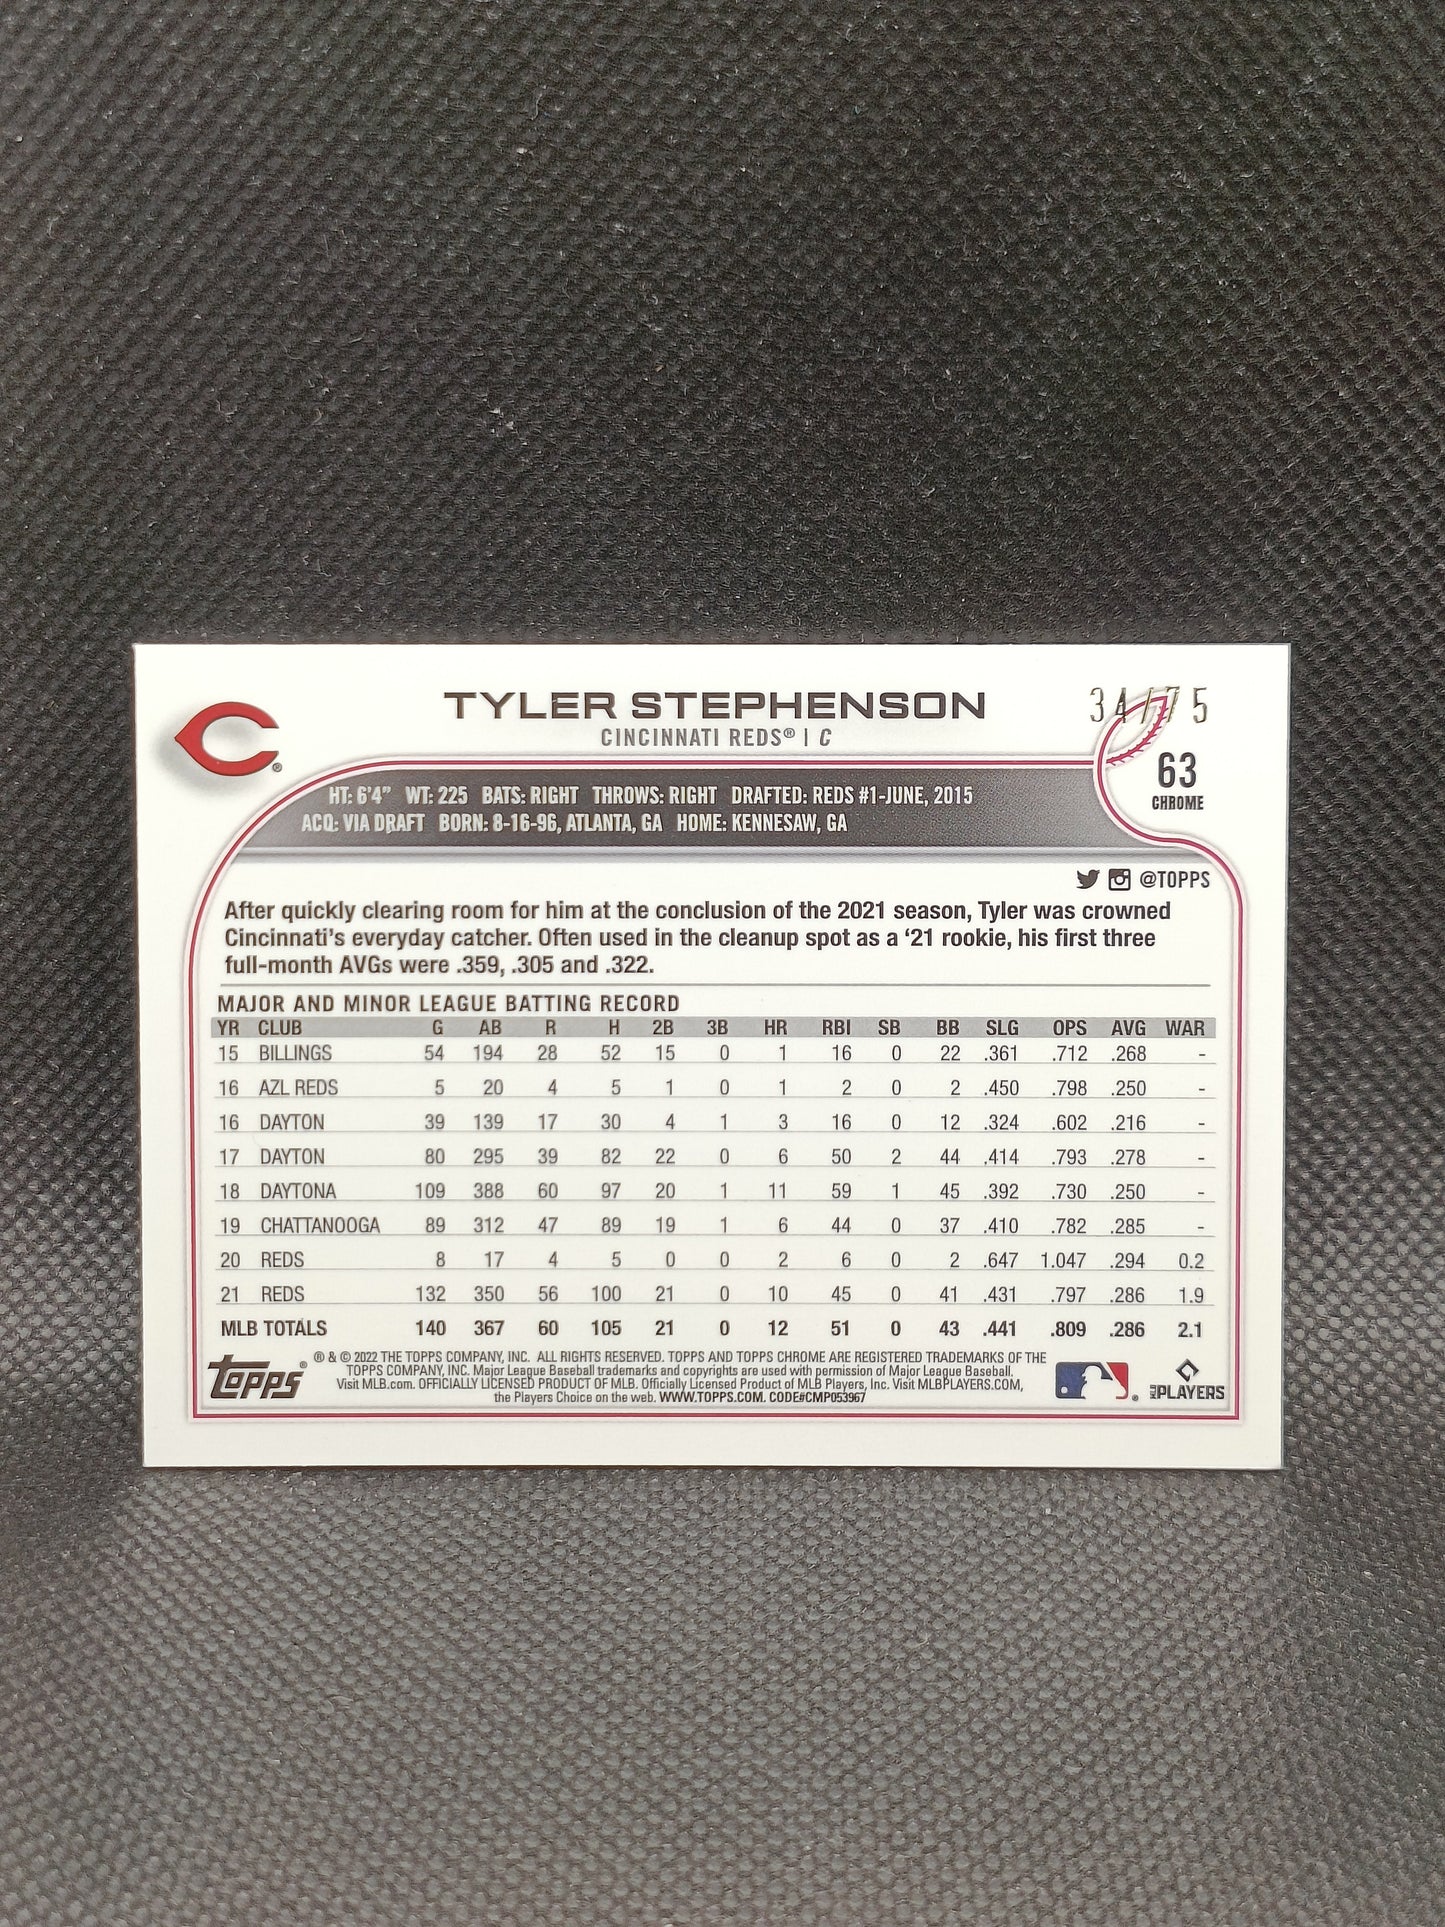 TYLER STEPHENSON
34/75
CINCINNATI REDS® | C
63
CHROME
HT: 6'4" WT: 225 BATS: RIGHT THROWS: RIGHT DRAFTED: REDS #1-JUNE, 2015
ACQ: VIA DRAFT BORN: 8-16-96, ATLANTA, GA HOME: KENNESAW, GA
@TOPPS
After quickly clearing room for him at the conclusion of the 2021 season, Tyler was crowned
Cincinnati's everyday catcher. Often used in the cleanup spot as a '21 rookie, his first three
full-month AVGs were .359, .305 and .322.
MAJOR AND MINOR LEAGUE BATTING RECORD
YR CLUB G AB R H 2B 3B HR RBI SB BB SLG OPS AVG WAR
15 BILLINGS 54 194 28 52 15 0 1 16 0 22 .361 .712 .268 -
16 AZL REDS 5 20 4 5 1 0 1 2 0 2 .450 .798 .250 -
16 DAYTON 39 139 17 30 4 1 3 16 0 12 .324 .602 .216 -
17 DAYTON 80 295 39 82 22 0 6 50 2 44 .414 .793 .278 -
18 DAYTONA 109 388 60 97 20 1 11 59 1 45 .392 .730 .250 -
19 CHATTANOOGA 89 312 47 89 19 1 6 44 0 37 .410 .782 .285 -
20 REDS 8 17 4 5 0 0 2 6 0 2 .647 1.047 .294 0.2
21 REDS 132 350 56 100 21 0 10 45 0 41 .431 .797 .286 1.9
MLB TOTALS 140 367 60 105 21 0 12 51 0 43 .441 .809 .286 2.1
TOPPS®
® & © 2022 THE TOPPS COMPANY, INC. ALL RIGHTS RESERVED. TOPPS AND TOPPS CHROME ARE REGISTERED TRADEMARKS OF THE
TOPPS COMPANY, INC. Major League Baseball trademarks and copyrights are used with permission of Major League Baseball.
Visit MLB.com. OFFICIALLY LICENSED PRODUCT OF MLB. Officially Licensed Product of MLB Players, Inc. Visit MLBPLAYERS.COM,
the Players Choice on the web. WWW.TOPPS.COM. CODE#CMP053967
MLB PLAYERS